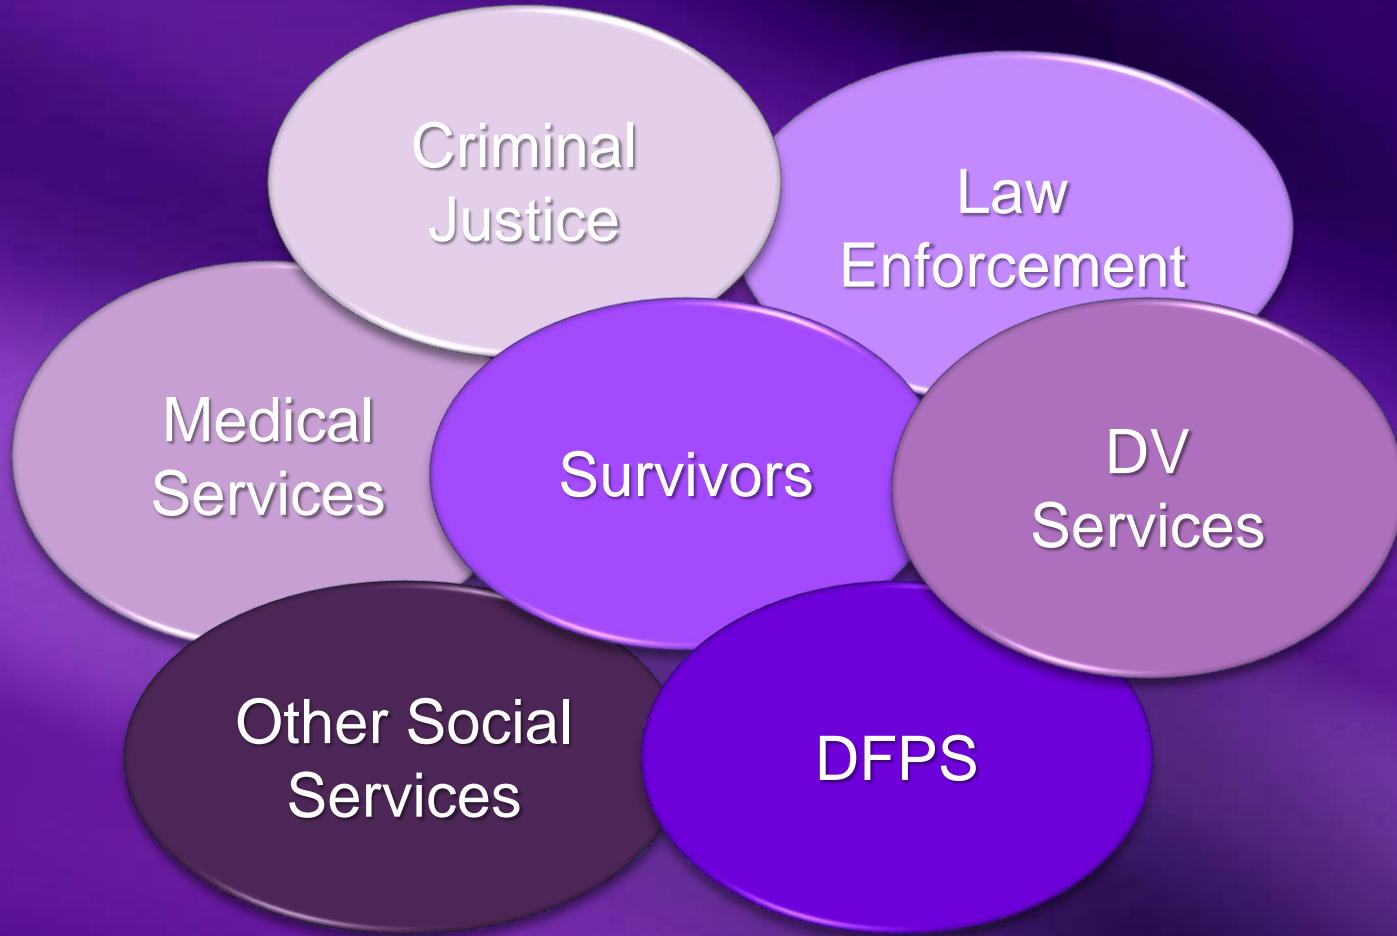 Criminal
Justice
Law
Enforcement
Medical
Services
Survivors
DV
Services
Other Social
Services
DFPS